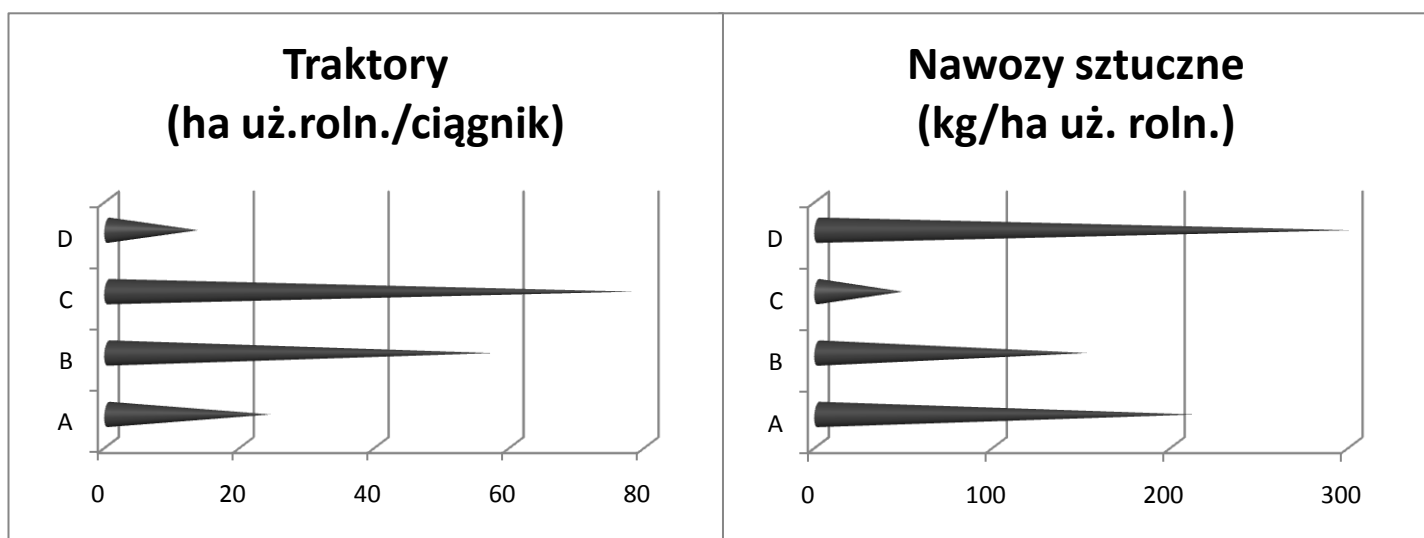 Traktory
(ha uż.roln./ciągnik)
D
C
B
A
0 20 40 60 80
Nawozy sztuczne
(kg/ha uż. roln.)
D
C
B
A
0 100 200 300